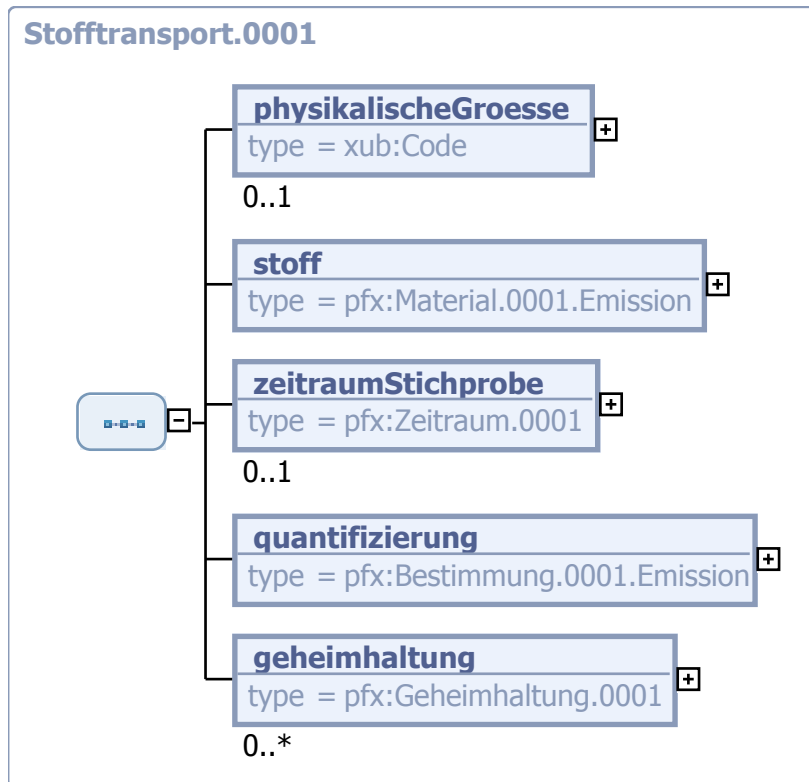 Stofftransport.0001
physikalischeGroesse
type = xub:Code
0..1
stoff
type = pfx:Material.0001.Emission
zeitraumStichprobe
type = pfx:Zeitraum.0001
0..1
quantifizierung
type = pfx:Bestimmung.0001.Emission
geheimhaltung
type = pfx:Geheimhaltung.0001
0..*